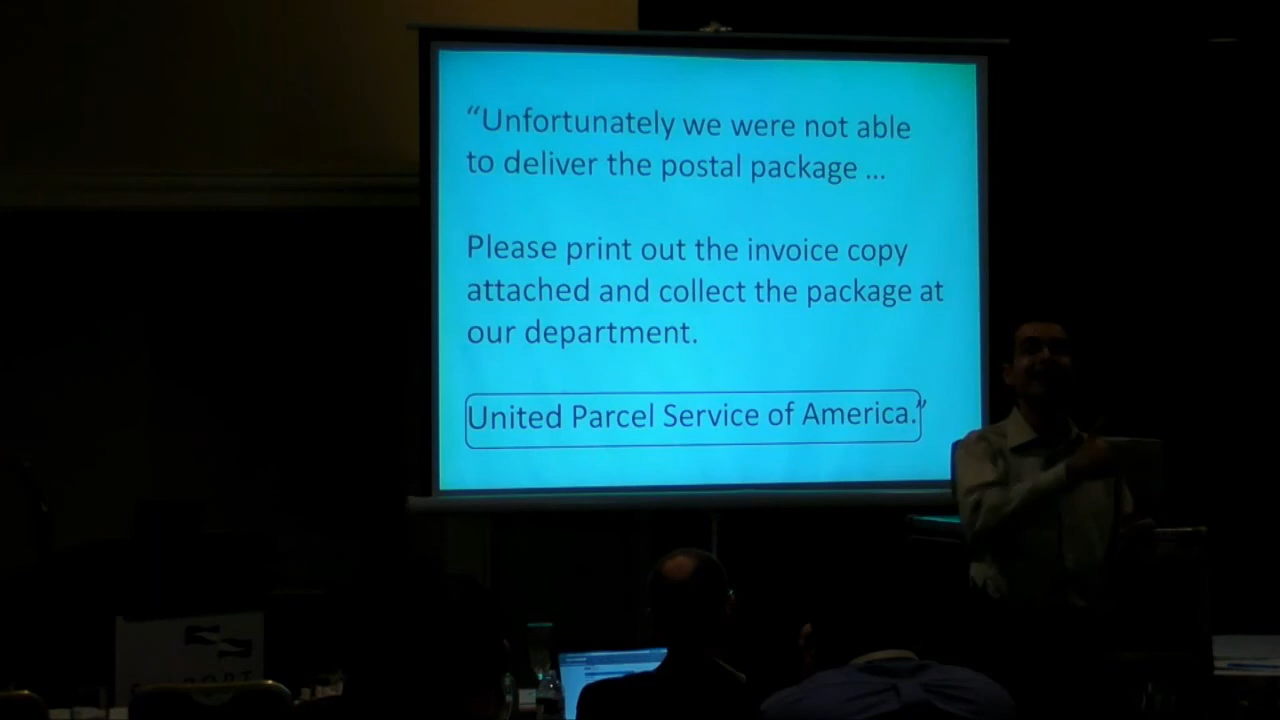 “Unfortunately we were not able
to deliver the postal package ...
Please print out the invoice copy
attached and collect the package at
our department.
United Parcel Service of America.”